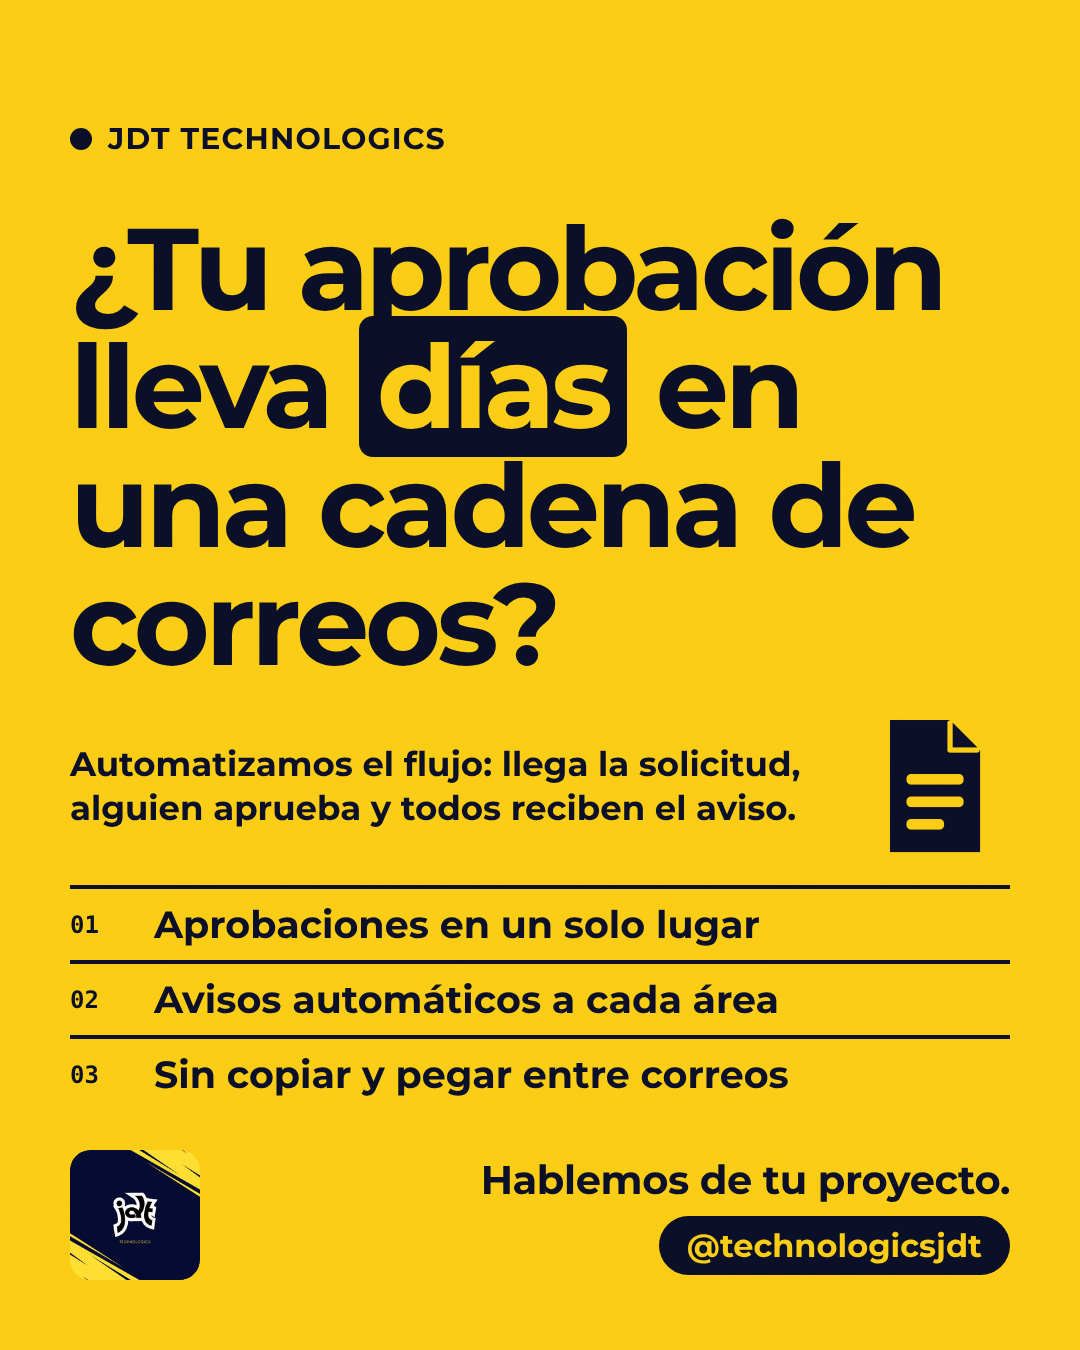 JDT TECHNOLOGICS
¿Tu aprobación
lleva días en
una cadena de
correos?
Automatizamos el flujo: llega la solicitud,
alguien aprueba y todos reciben el aviso.
01 Aprobaciones en un solo lugar
02 Avisos automáticos a cada área
03 Sin copiar y pegar entre correos
jdt
TECHNOLOGICS
Hablemos de tu proyecto.
@technologicsjdt